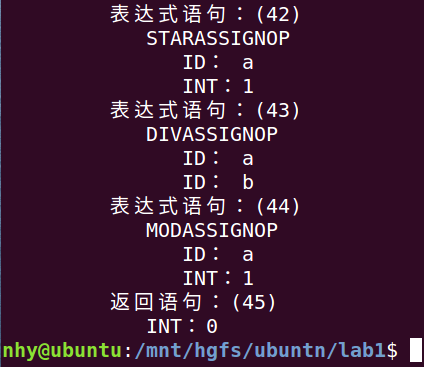 表达式语句：(42)
STARASSIGNOP
ID： a
INT：1
表达式语句：(43)
DIVASSIGNOP
ID： a
ID： b
表达式语句：(44)
MODASSIGNOP
ID： a
INT：1
返回语句：(45)
INT：0
nhy@ubuntu:/mnt/hgfs/ubuntn/lab1$